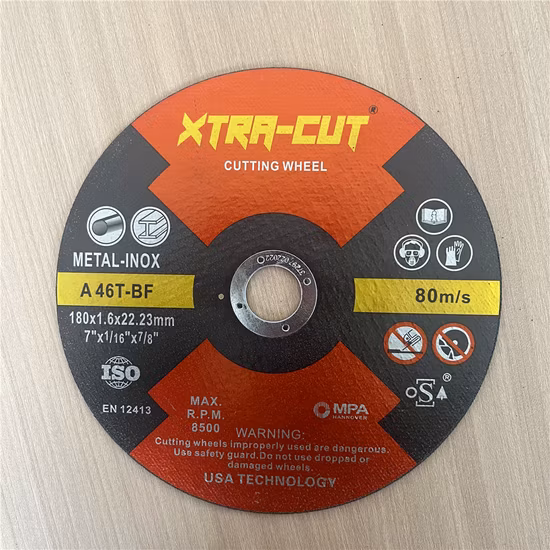 XTRA-CUT®
CUTTING WHEEL
METAL-INOX
A 46T-BF
180x1.6x22.23mm
7"x1/16"x7/8"
ISO
EN 12413
80m/s
oS®
MAX.
R.P.M.
8500
MPA
HANNOVER
WARNING:
Cutting wheels improperly used are dangerous.
Use safety guard.Do not use dropped or
damaged wheels.
USA TECHNOLOGY